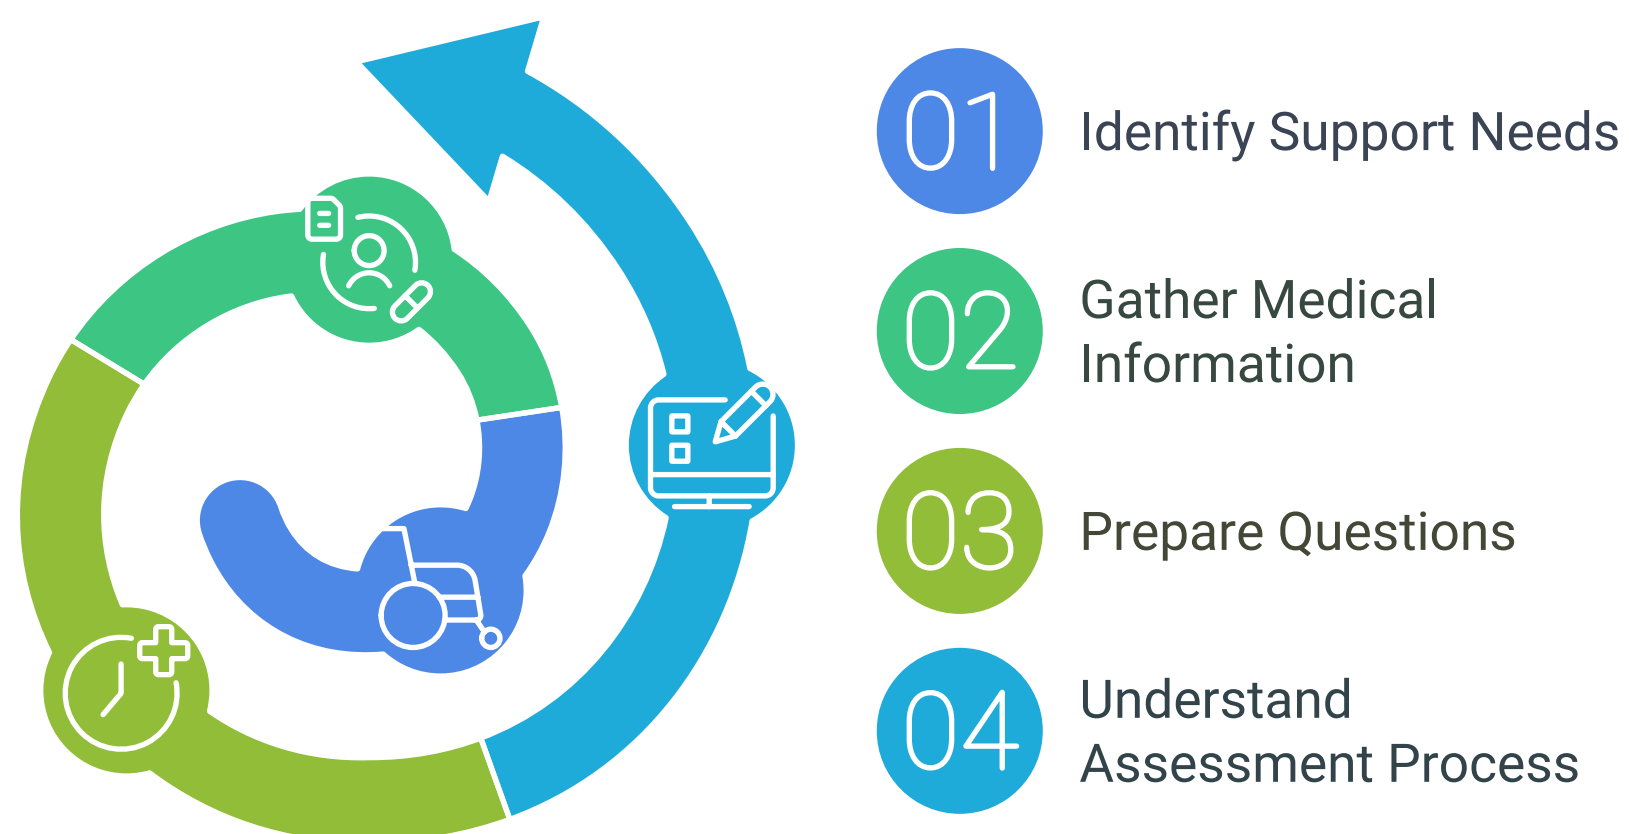 01
Identify Support Needs
02
Gather Medical
Information
03
Prepare Questions
04
Understand
Assessment Process